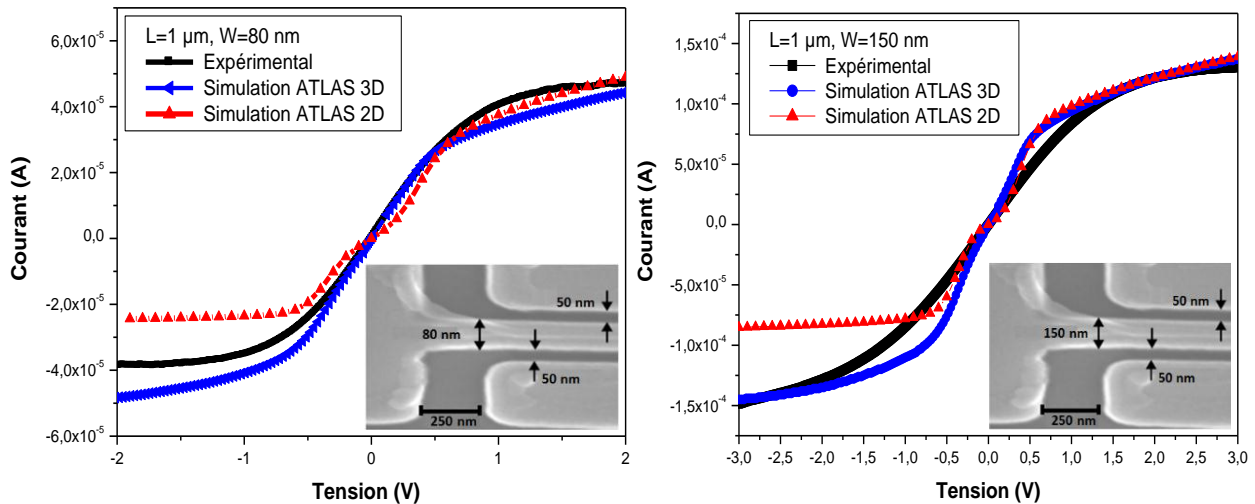 L=1 µm, W=80 nm
Expérimental
Simulation ATLAS 3D
Simulation ATLAS 2D
6,0x10⁻⁵
4,0x10⁻⁵
2,0x10⁻⁵
0,0
-2,0x10⁻⁵
-4,0x10⁻⁵
-6,0x10⁻⁵
Courant (A)
-2
-1
0
1
2
Tension (V)
50 nm
80 nm
50 nm
250 nm
L=1 µm, W=150 nm
Expérimental
Simulation ATLAS 3D
Simulation ATLAS 2D
1,5x10⁻⁴
1,0x10⁻⁴
5,0x10⁻⁵
0,0
-5,0x10⁻⁵
-1,0x10⁻⁴
-1,5x10⁻⁴
Courant (A)
-3,0
-2,5
-2,0
-1,5
-1,0
-0,5
0,0
0,5
1,0
1,5
2,0
2,5
3,0
Tension (V)
50 nm
150 nm
50 nm
250 nm